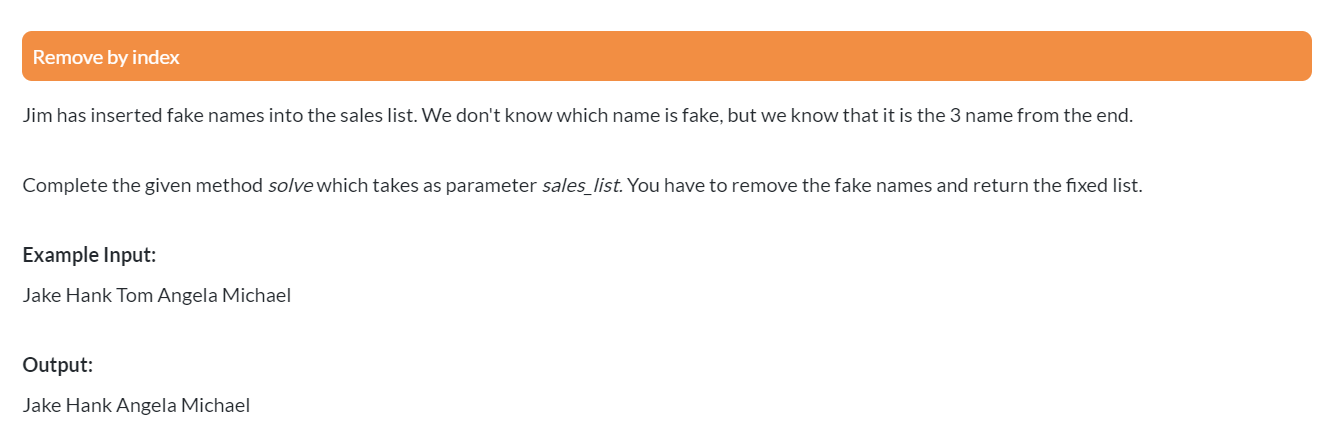 Remove by index
Jim has inserted fake names into the sales list. We don't know which name is fake, but we know that it is the 3 name from the end.
Complete the given method solve which takes as parameter sales_list. You have to remove the fake names and return the fixed list.
Example Input:
Jake Hank Tom Angela Michael
Output:
Jake Hank Angela Michael